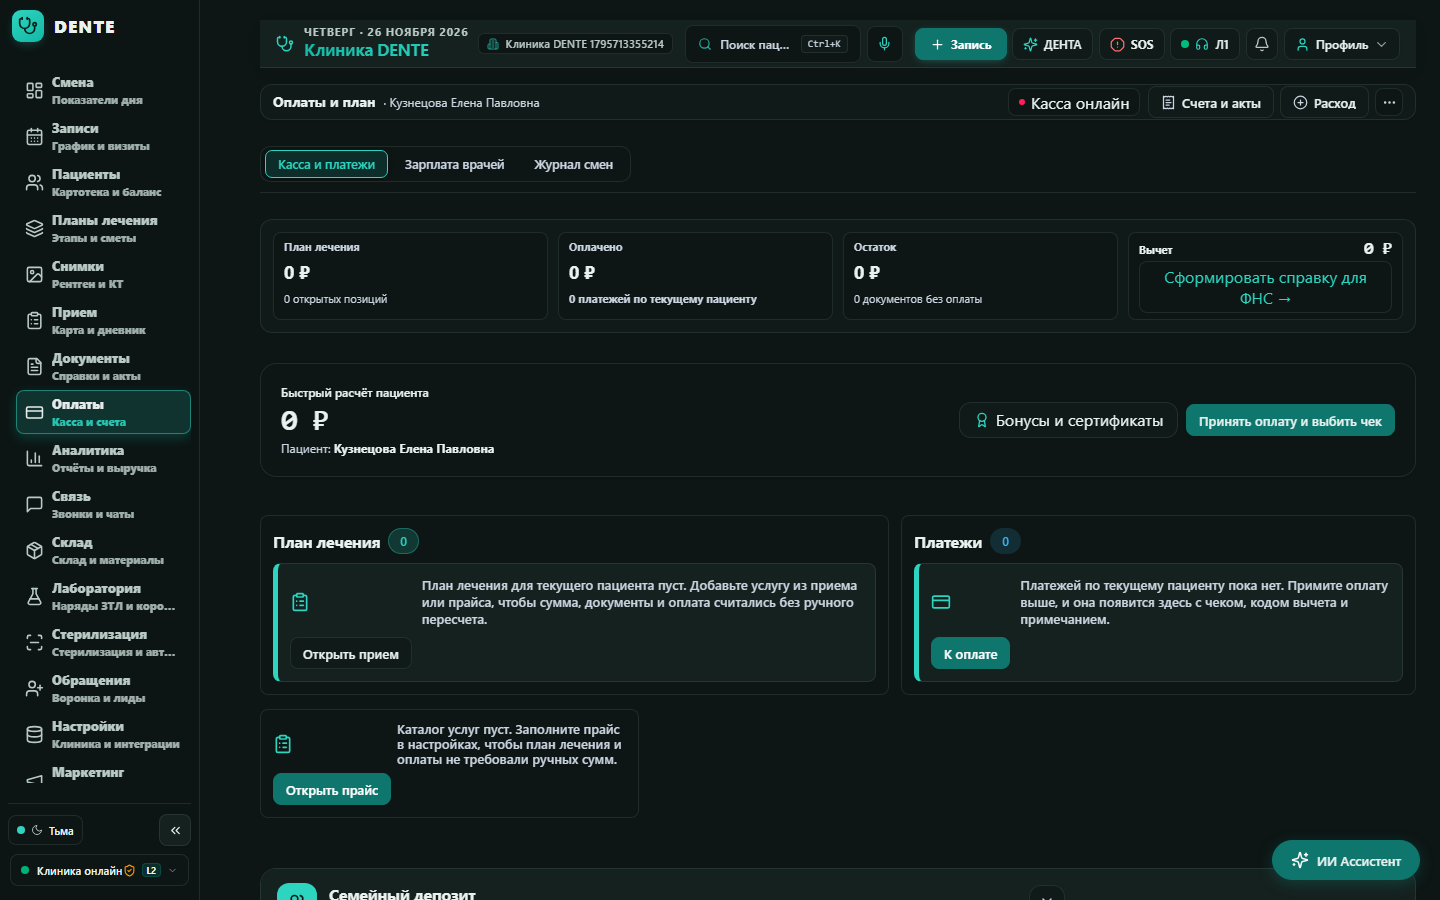 DENTE
Смена
Показатели дня
Записи
График и визиты
Пациенты
Картотека и баланс
Планы лечения
Этапы и сметы
Снимки
Рентген и КТ
Прием
Карта и дневник
Документы
Справки и акты
Оплаты
Касса и счета
Аналитика
Отчёты и выручка
Связь
Звонки и чаты
Склад
Склад и материалы
Лаборатория
Наряды ЗТЛ и коро...
Стерилизация
Стерилизация и авт...
Обращения
Воронка и лиды
Настройки
Клиника и интеграции
Маркетинг
Тьма
Клиника онлайн L2
ЧЕТВЕРГ · 26 НОЯБРЯ 2026
Клиника DENTE
Клиника DENTE 1795713355214
Поиск пац... Ctrl+K
Запись
ДЕНТА
SOS
Л1
Профиль
Оплаты и план · Кузнецова Елена Павловна
Касса онлайн
Счета и акты
Расход
Касса и платежи
Зарплата врачей
Журнал смен
План лечения
0 ₽
0 открытых позиций
Оплачено
0 ₽
0 платежей по текущему пациенту
Остаток
0 ₽
0 документов без оплаты
Вычет 0 ₽
Сформировать справку для
ФНС →
Быстрый расчёт пациента
0 ₽
Пациент: Кузнецова Елена Павловна
Бонусы и сертификаты
Принять оплату и выбить чек
План лечения 0
План лечения для текущего пациента пуст. Добавьте услугу из приема
или прайса, чтобы сумма, документы и оплата считались без ручного
пересчета.
Открыть прием
Платежи 0
Платежей по текущему пациенту пока нет. Примите оплату
выше, и она появится здесь с чеком, кодом вычета и
примечанием.
К оплате
Каталог услуг пуст. Заполните прайс
в настройках, чтобы план лечения и
оплаты не требовали ручных сумм.
Открыть прайс
Семейный депозит
ИИ Ассистент